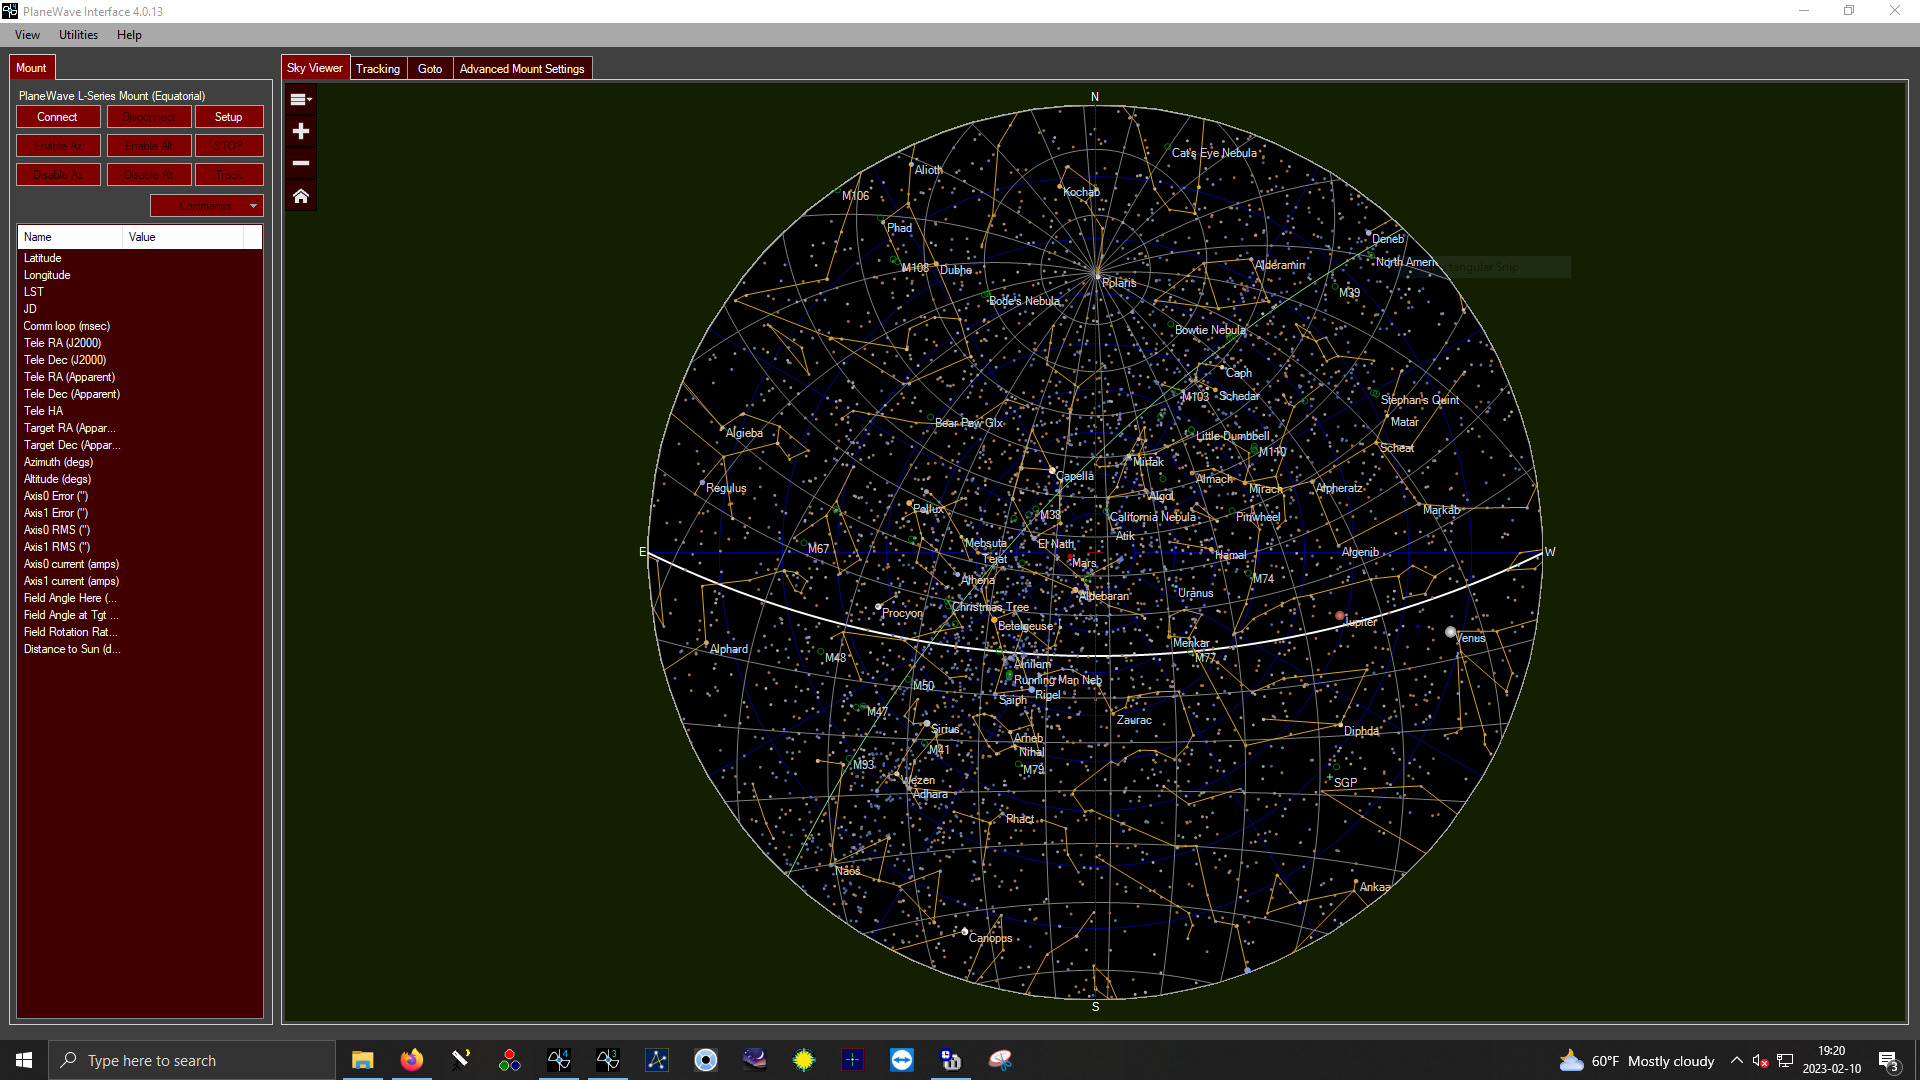 PlaneWave Interface 4.0.13
View Utilities Help
Mount
Sky Viewer Tracking Goto Advanced Mount Settings
PlaneWave L-Series Mount (Equatorial)
Connect Disconnect Setup
Enable Az Enable Alt STOP
Disable Az Disable Alt Track
Commands
Name Value
Latitude
Longitude
LST
JD
Comm loop (msec)
Tele RA (J2000)
Tele Dec (J2000)
Tele RA (Apparent)
Tele Dec (Apparent)
Tele HA
Target RA (Appar...
Target Dec (Appar...
Azimuth (degs)
Altitude (degs)
Axis0 Error (")
Axis1 Error (")
Axis0 RMS (")
Axis1 RMS (")
Axis0 current (amps)
Axis1 current (amps)
Field Angle Here (...
Field Angle at Tgt ...
Field Rotation Rat...
Distance to Sun (d...
N
Cat's Eye Nebula
Alioth
Kochab
M106
Phad
Deneb
North Amern
ctangular Snip
M108
Dubhe
Alderamin
Polaris
M39
Bode's Nebula
Bowtie Nebula
Caph
M103
Schedar
Stephan's Quint
Matar
Bear Paw Glx
Algieba
Little Dumbbell
M110
Scheat
Mirfak
Capella
Almach
Regulus
Mirach
Alpheratz
Algol
Pollux
Markab
M38
California Nebula
Pinwheel
Atik
Mebsuta
El Nath
M67
E
Algenib
W
Hamal
Tejat
Mars
Alhena
M74
Uranus
Aldebaran
Christmas Tree
Procyon
Betelgeuse
Jupiter
Venus
Menkar
Alphard
M48
M77
Alnilam
Running Man Neb
M50
Rigel
Saiph
M47
Zaurac
Sirrus
Diphda
Arneb
M41
Nihal
M93
M79
Wezen
SGP
Adhara
Phact
Naos
Ankaa
Canopus
S
Type here to search
4
3
60°F Mostly cloudy
19:20
2023-02-10
3